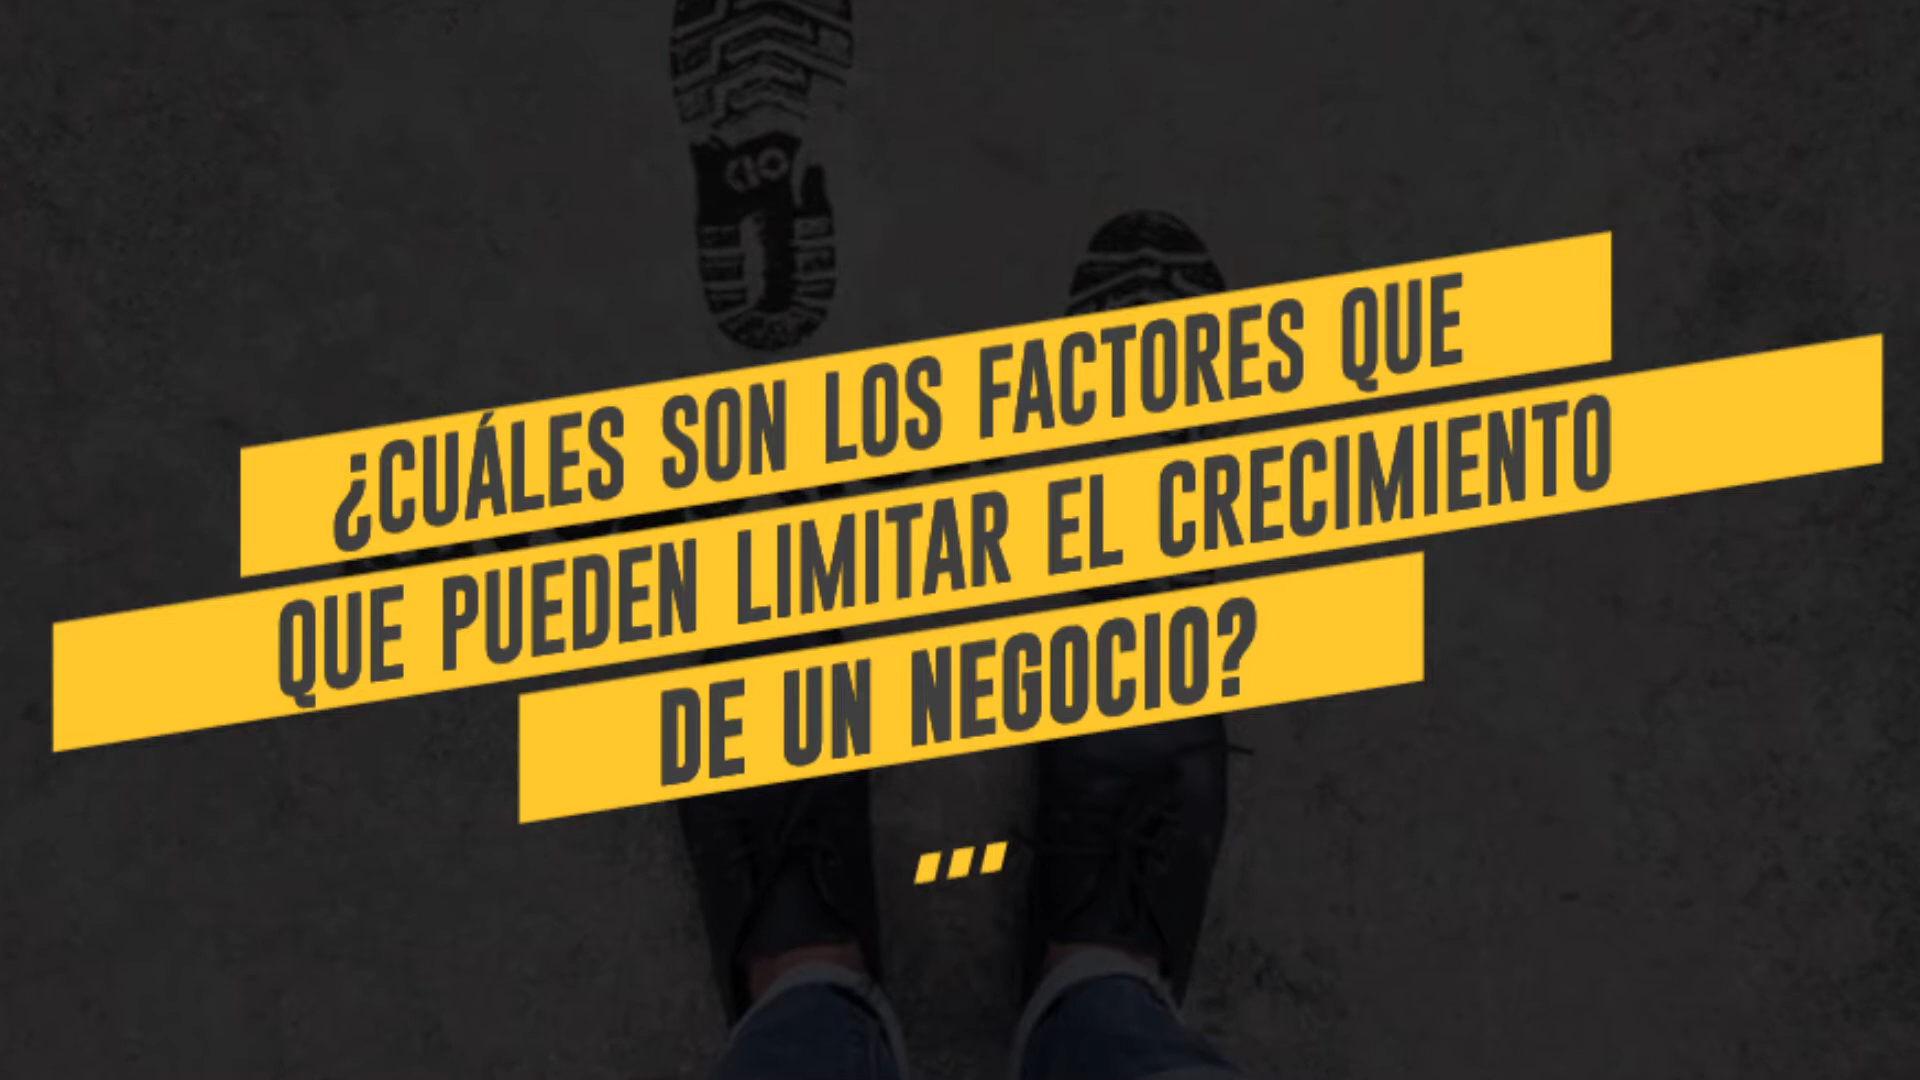 ¿CUÁLES SON LOS FACTORES QUE
QUE PUEDEN LIMITAR EL CRECIMIENTO
DE UN NEGOCIO?